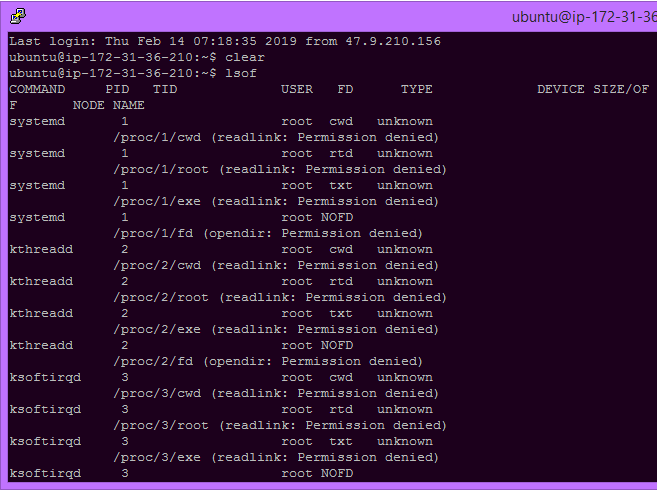 ubuntu@ip-172-31-36
Last login: Thu Feb 14 07:18:35 2019 from 47.9.210.156
ubuntu@ip-172-31-36-210:~$ clear
ubuntu@ip-172-31-36-210:~$ lsof
COMMAND     PID   TID             USER   FD      TYPE             DEVICE SIZE/OF
F       NODE NAME
systemd       1                   root  cwd   unknown
             /proc/1/cwd (readlink: Permission denied)
systemd       1                   root  rtd   unknown
             /proc/1/root (readlink: Permission denied)
systemd       1                   root  txt   unknown
             /proc/1/exe (readlink: Permission denied)
systemd       1                   root NOFD
             /proc/1/fd (opendir: Permission denied)
kthreadd      2                   root  cwd   unknown
             /proc/2/cwd (readlink: Permission denied)
kthreadd      2                   root  rtd   unknown
             /proc/2/root (readlink: Permission denied)
kthreadd      2                   root  txt   unknown
             /proc/2/exe (readlink: Permission denied)
kthreadd      2                   root NOFD
             /proc/2/fd (opendir: Permission denied)
ksoftirqd     3                   root  cwd   unknown
             /proc/3/cwd (readlink: Permission denied)
ksoftirqd     3                   root  rtd   unknown
             /proc/3/root (readlink: Permission denied)
ksoftirqd     3                   root  txt   unknown
             /proc/3/exe (readlink: Permission denied)
ksoftirqd     3                   root NOFD